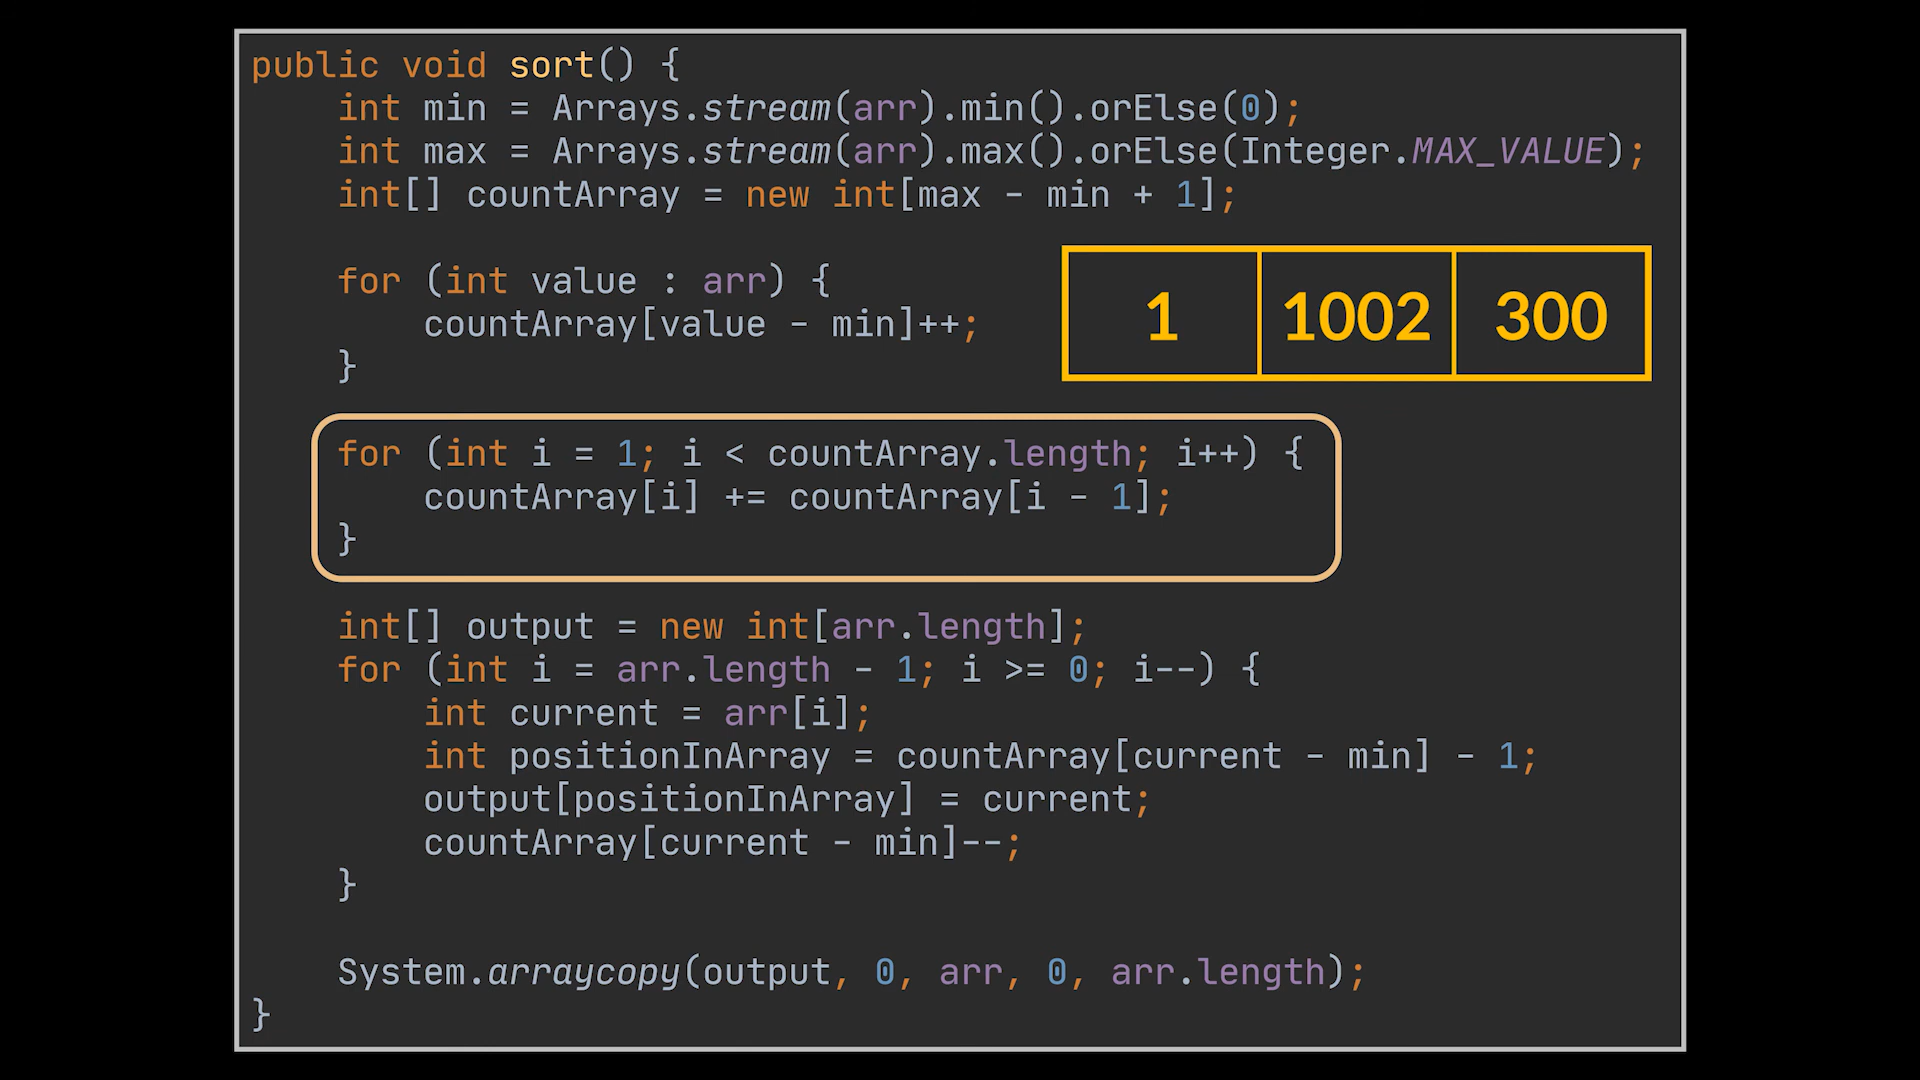 public void sort() {
    int min = Arrays.stream(arr).min().orElse(0);
    int max = Arrays.stream(arr).max().orElse(Integer.MAX_VALUE);
    int[] countArray = new int[max - min + 1];

    for (int value : arr) {
        countArray[value - min]++;
    }
1 1002 300

    for (int i = 1; i < countArray.length; i++) {
        countArray[i] += countArray[i - 1];
    }

    int[] output = new int[arr.length];
    for (int i = arr.length - 1; i >= 0; i--) {
        int current = arr[i];
        int positionInArray = countArray[current - min] - 1;
        output[positionInArray] = current;
        countArray[current - min]--;
    }

    System.arraycopy(output, 0, arr, 0, arr.length);
}